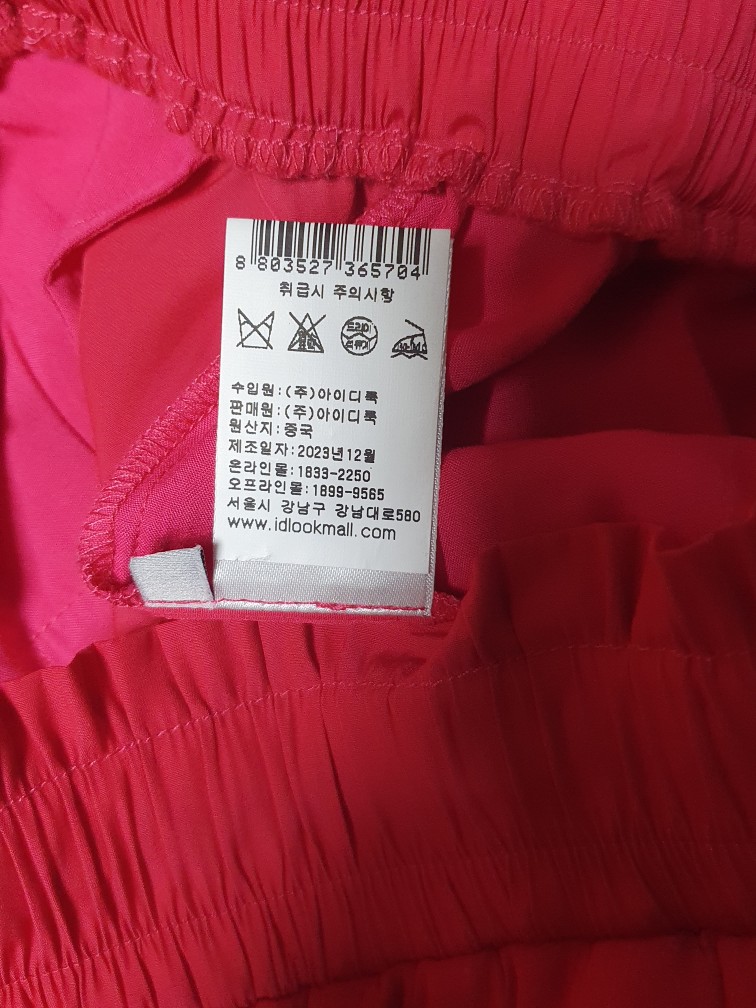 8 803527 365704
취급시 주의사항
드라이
석유계
수입원:(주)아이디룩
판매원:(주)아이디룩
원산지:중국
제조일자:2023년12월
온라인몰:1833-2250
오프라인몰:1899-9565
서울시 강남구 강남대로580
www.idlookmall.com